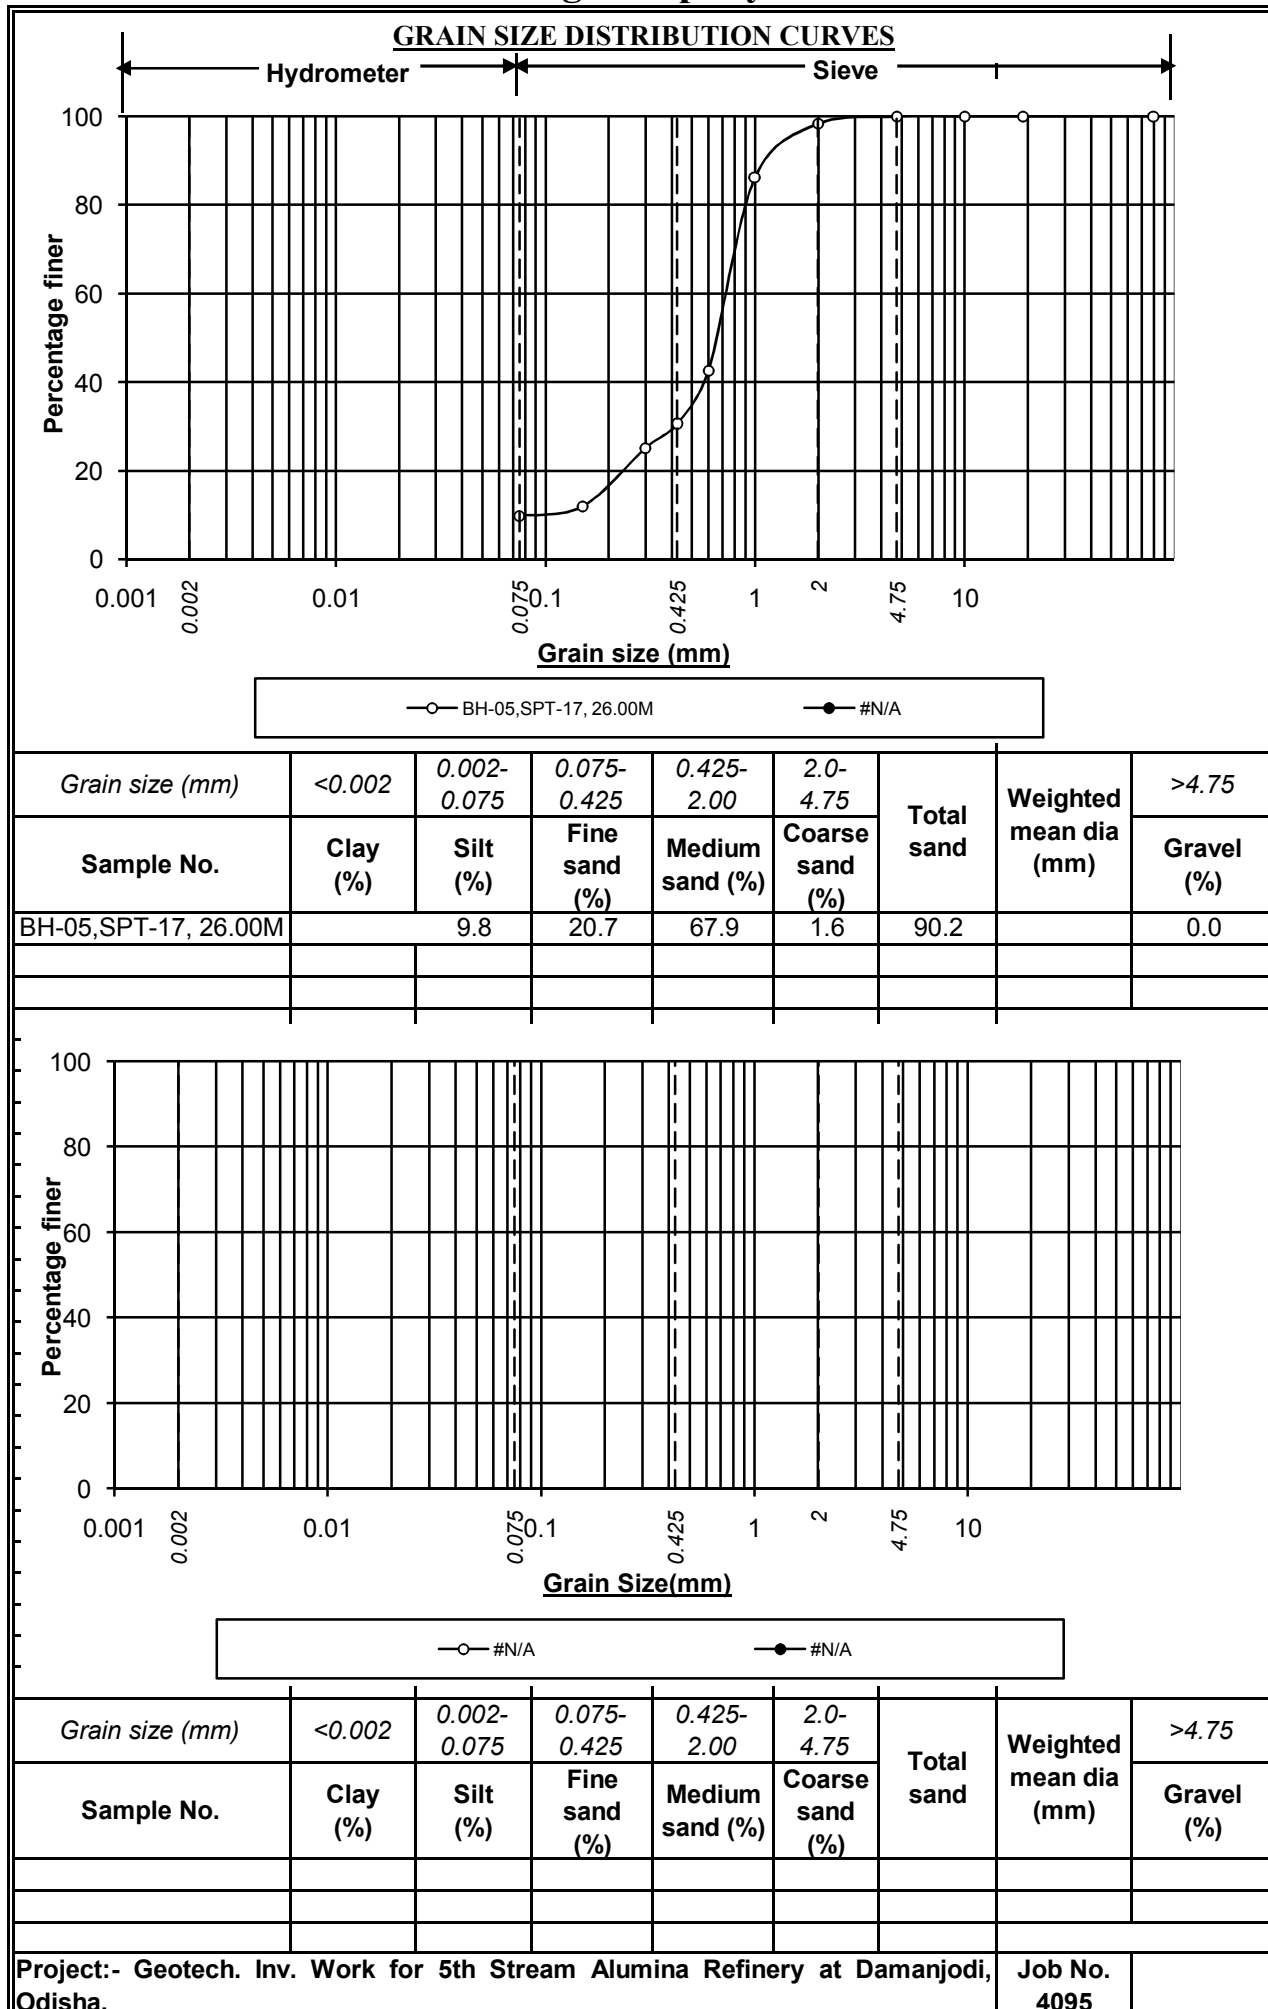 GRAIN SIZE DISTRIBUTION CURVES
Hydrometer
Sieve
100
80
60
40
20
0
Percentage finer
0.001
0.002
0.01
0.075
0.1
0.425
1
2
4.75
10
Grain size (mm)
BH-05,SPT-17, 26.00M
#N/A
Grain size (mm) <0.002 0.002-0.075 0.075-0.425 0.425-2.00 2.0-4.75 Total sand Weighted mean dia (mm) >4.75
Sample No. Clay (%) Silt (%) Fine sand (%) Medium sand (%) Coarse sand (%) Gravel (%)
BH-05,SPT-17, 26.00M 9.8 20.7 67.9 1.6 90.2 0.0
100
80
60
40
20
0
Percentage finer
0.001
0.002
0.01
0.075
0.1
0.425
1
2
4.75
10
Grain Size(mm)
#N/A
#N/A
Grain size (mm) <0.002 0.002-0.075 0.075-0.425 0.425-2.00 2.0-4.75 Total sand Weighted mean dia (mm) >4.75
Sample No. Clay (%) Silt (%) Fine sand (%) Medium sand (%) Coarse sand (%) Gravel (%)
Project:- Geotech. Inv. Work for 5th Stream Alumina Refinery at Damanjodi,
Odisha.
Job No.
4095